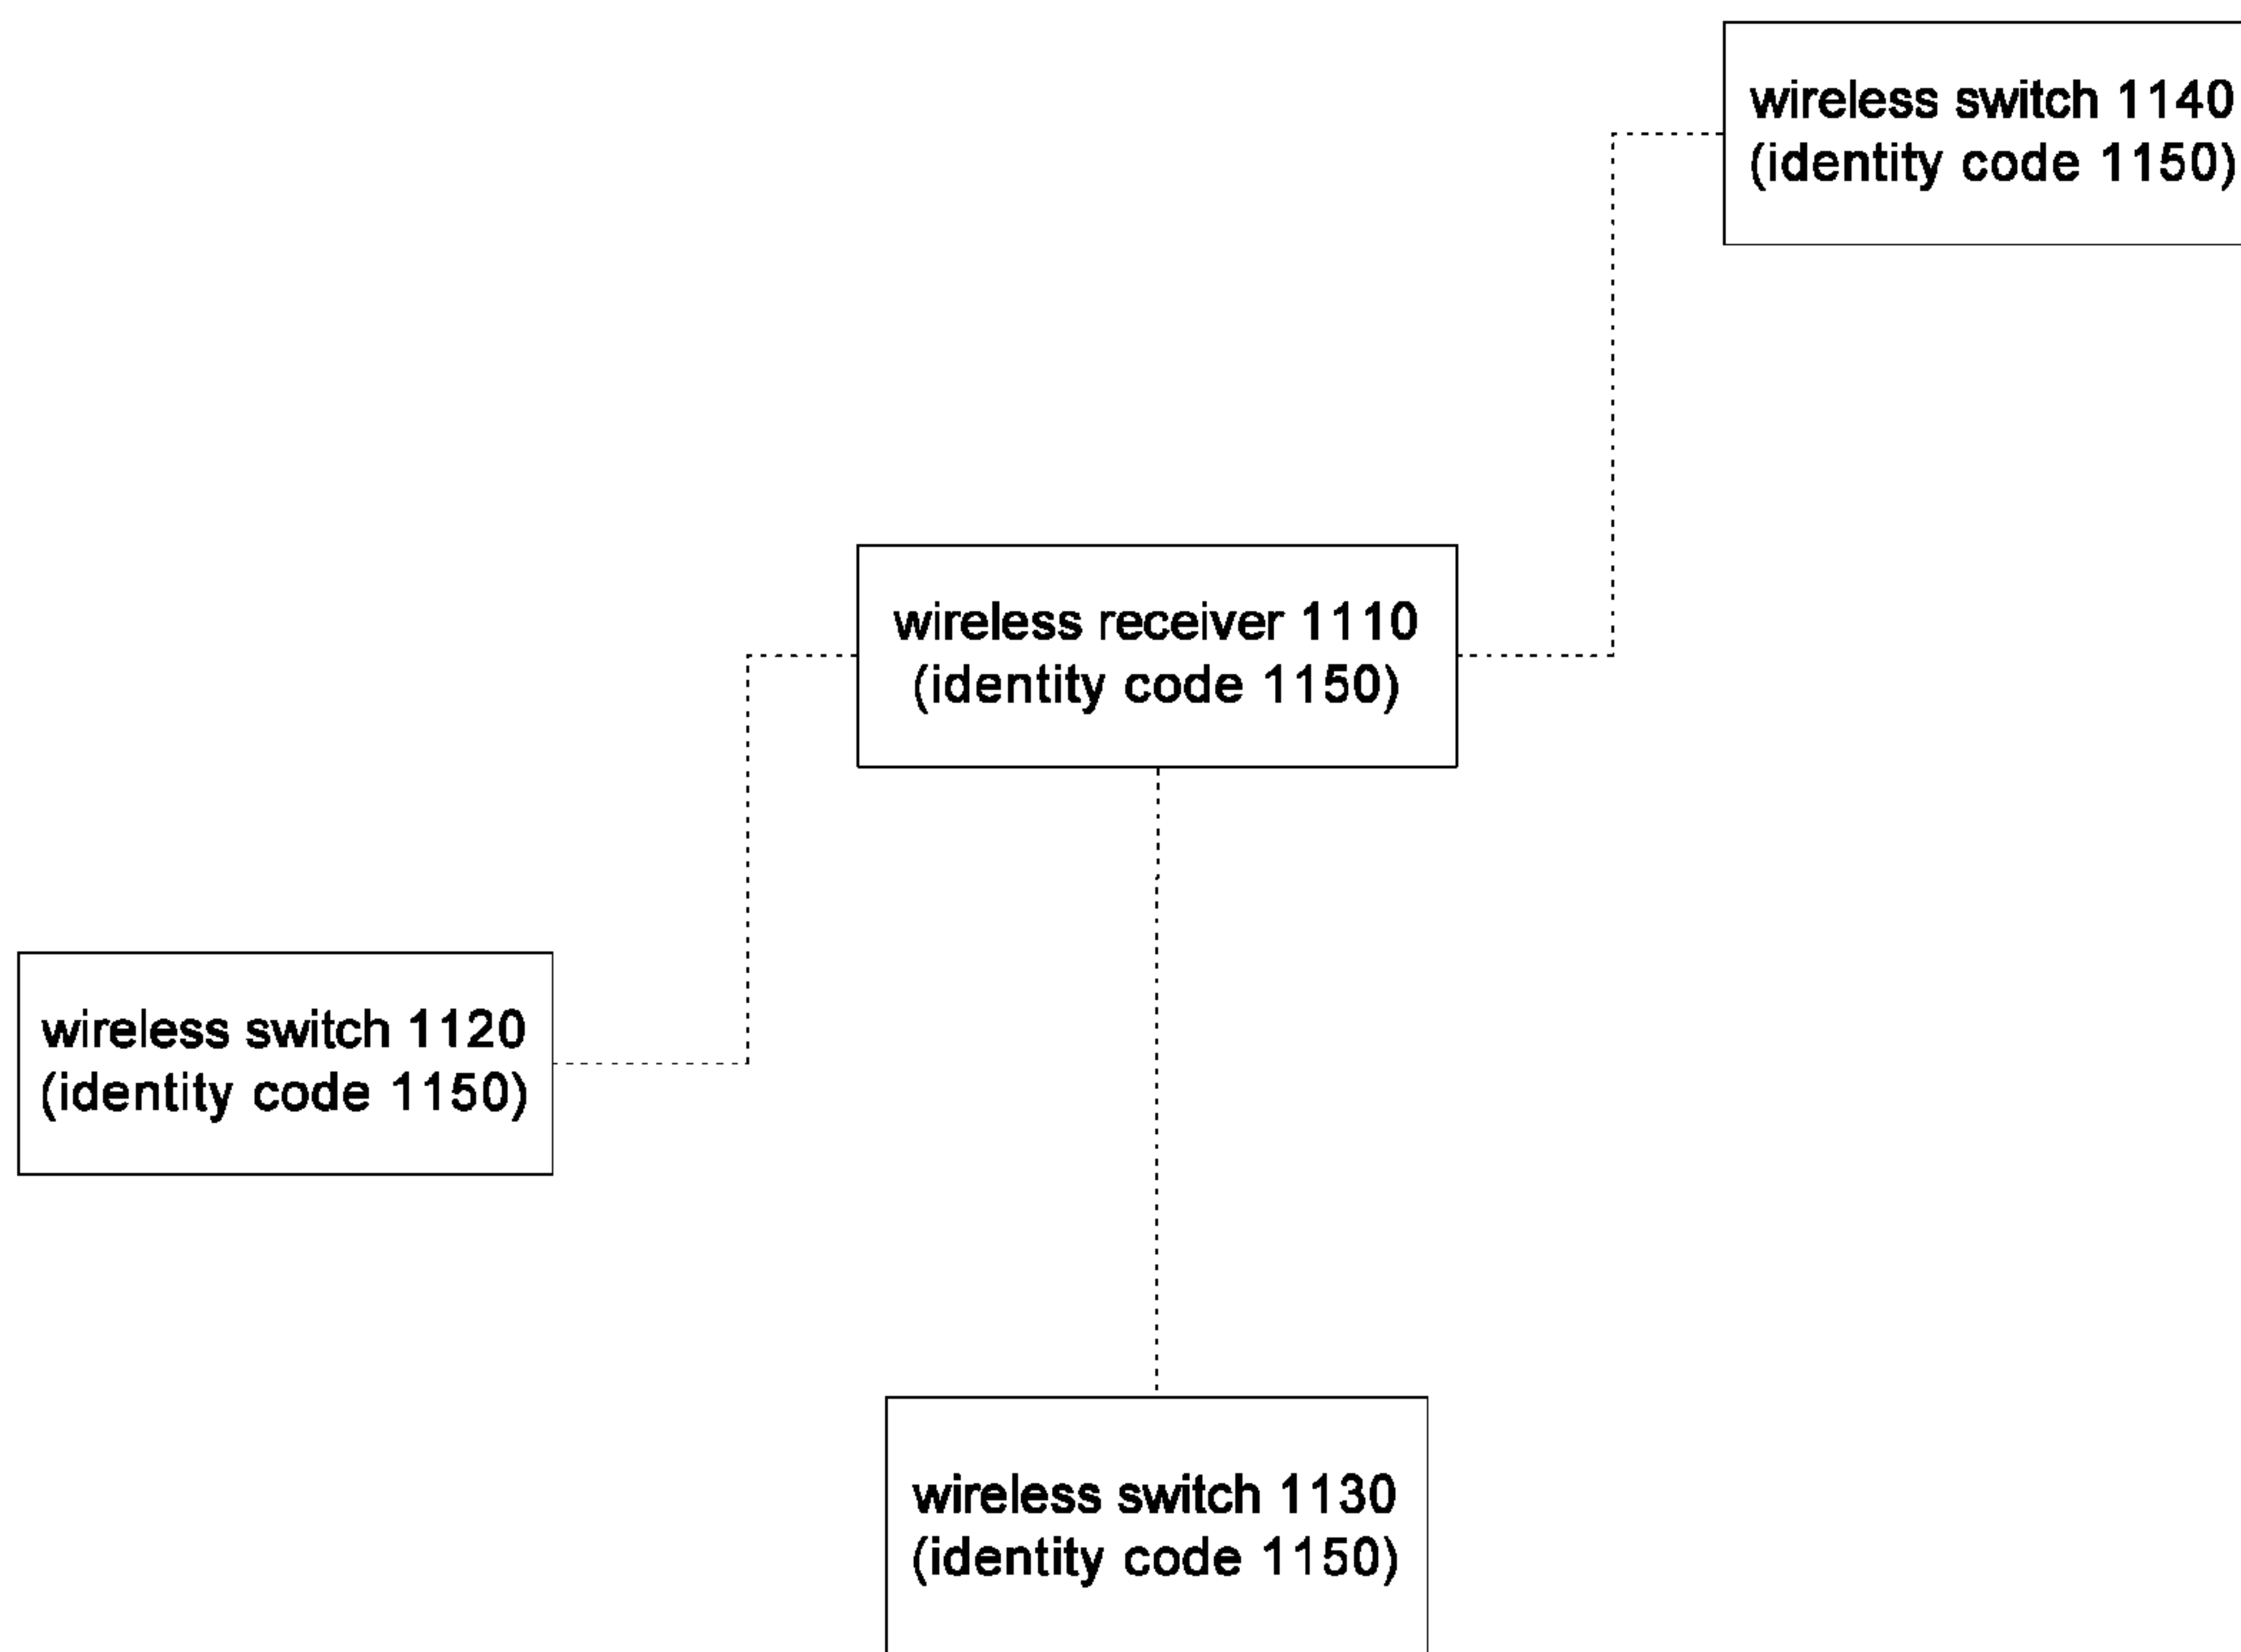 wireless switch 1140
(identity code 1150)
wireless receiver 1110
(identity code 1150)
wireless switch 1120
(identity code 1150)
wireless switch 1130
(identity code 1150)